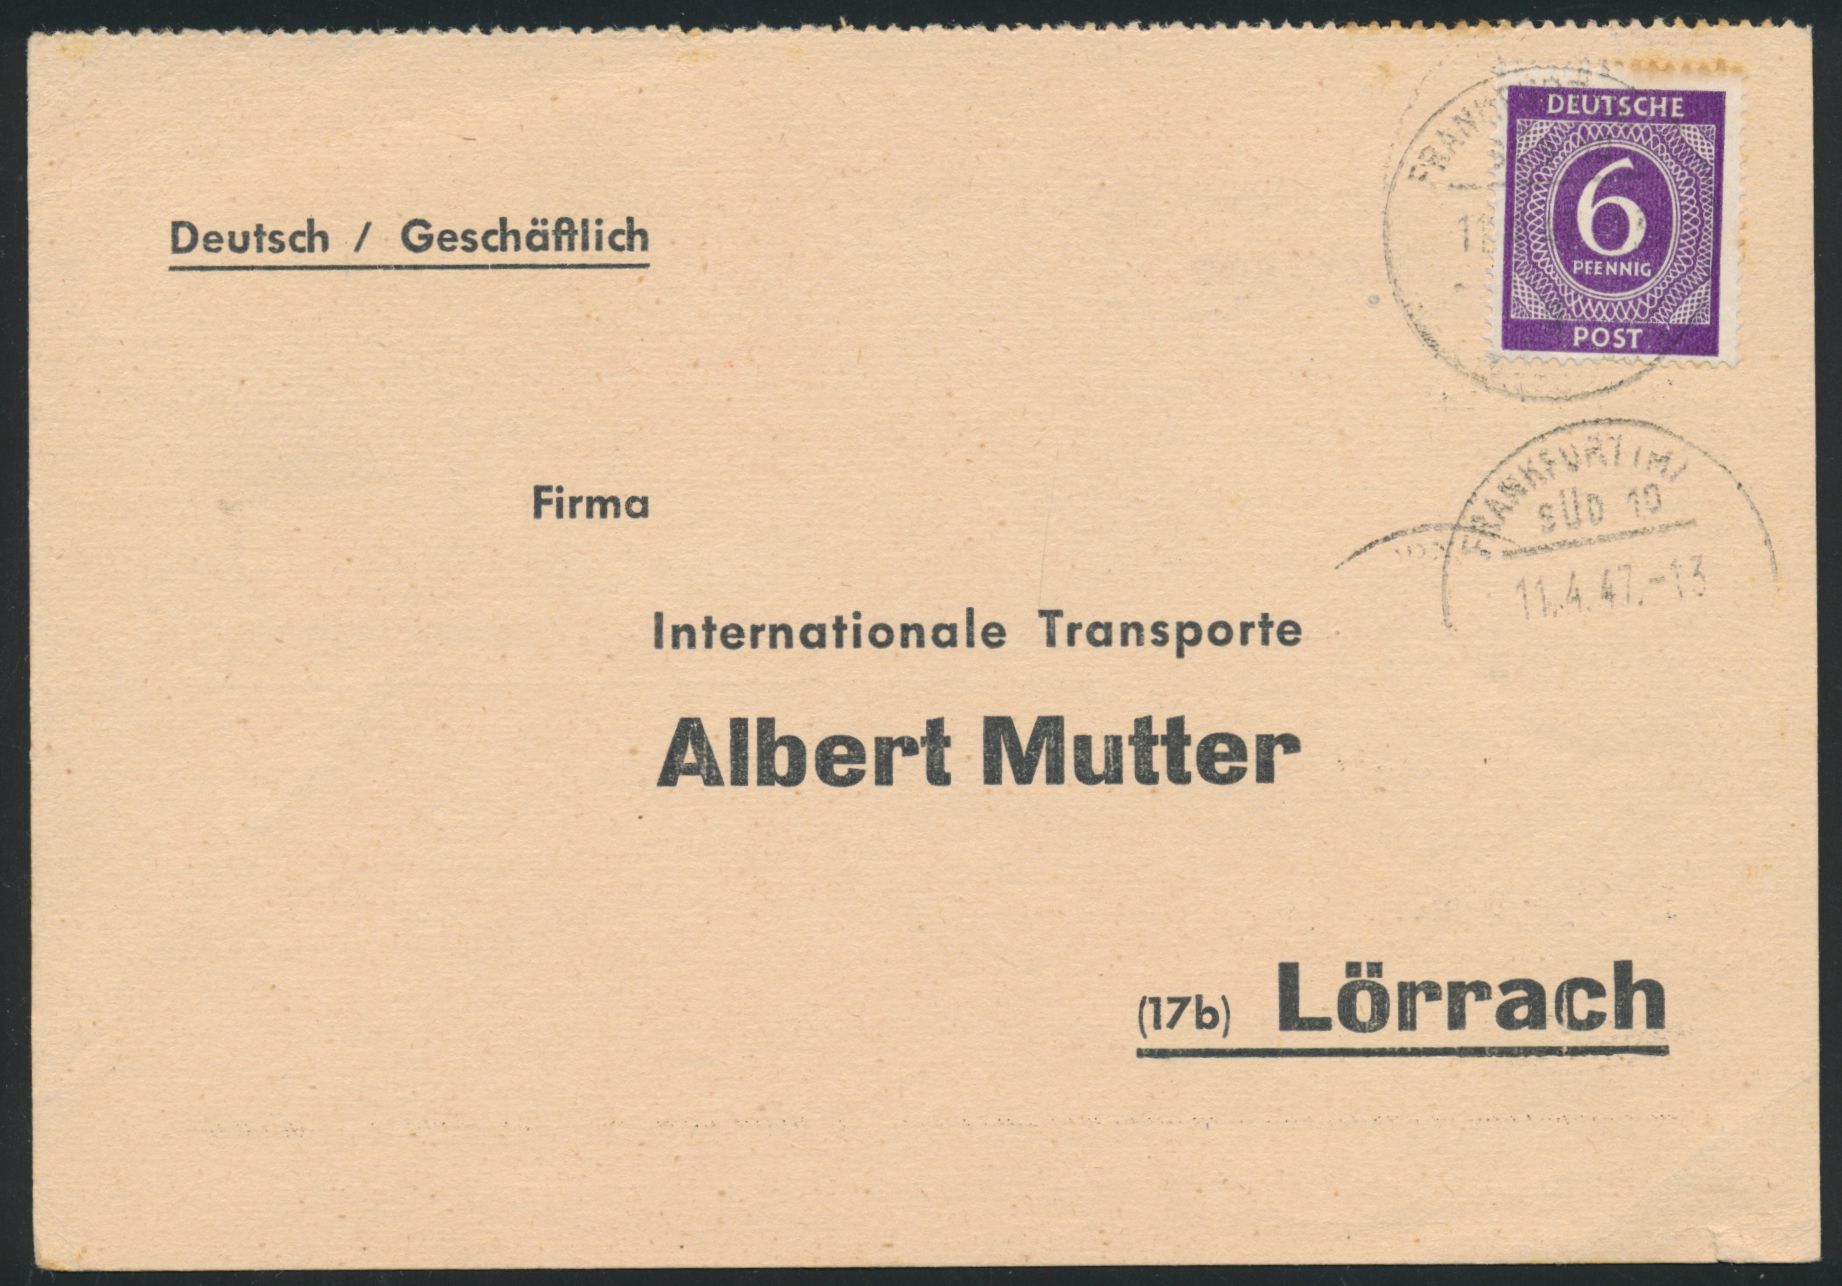 Deutsch / Geschäftlich
DEUTSCHE
6
PFENNIG
POST
11
FRANKFURT (M)
SÜD 10
11.4.47.-13
Firma
Internationale Transporte
Albert Mutter
(17b) Lörrach